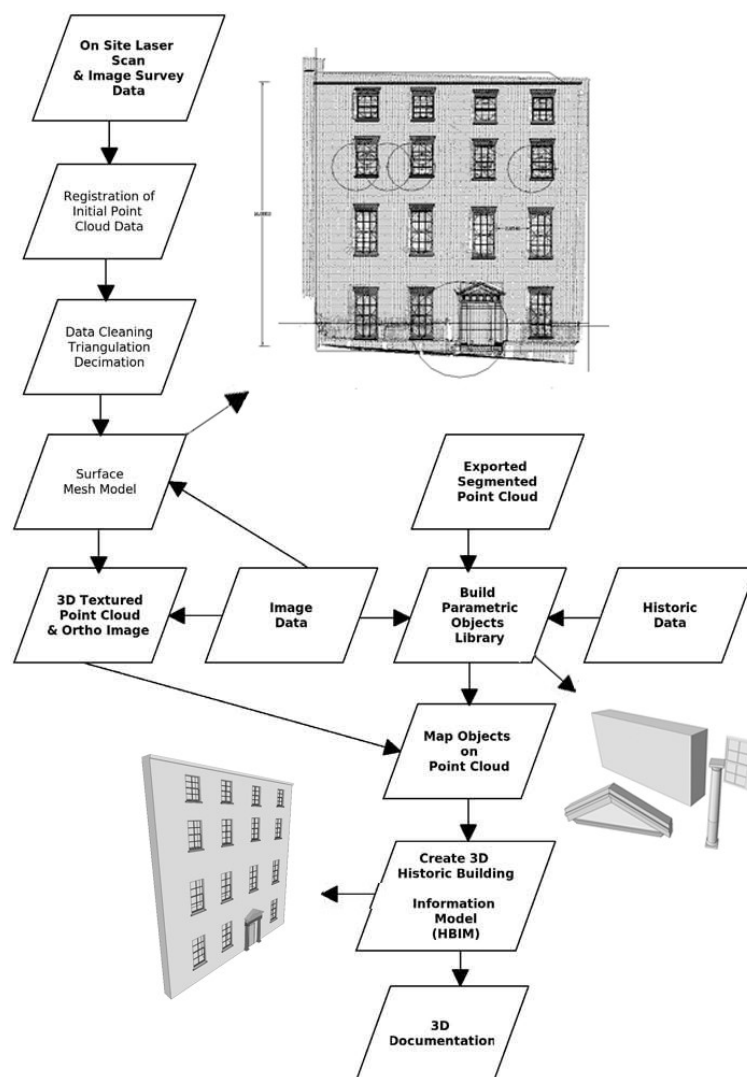 On Site Laser
Scan
& Image Survey
Data
Registration of
Initial Point
Cloud Data
Data Cleaning
Triangulation
Decimation
Surface
Mesh Model
Exported
Segmented
Point Cloud
3D Textured
Point Cloud
& Ortho Image
Image
Data
Build
Parametric
Objects
Library
Historic
Data
Map Objects
on
Point Cloud
Create 3D
Historic Building
Information
Model
(HBIM)
3D
Documentation